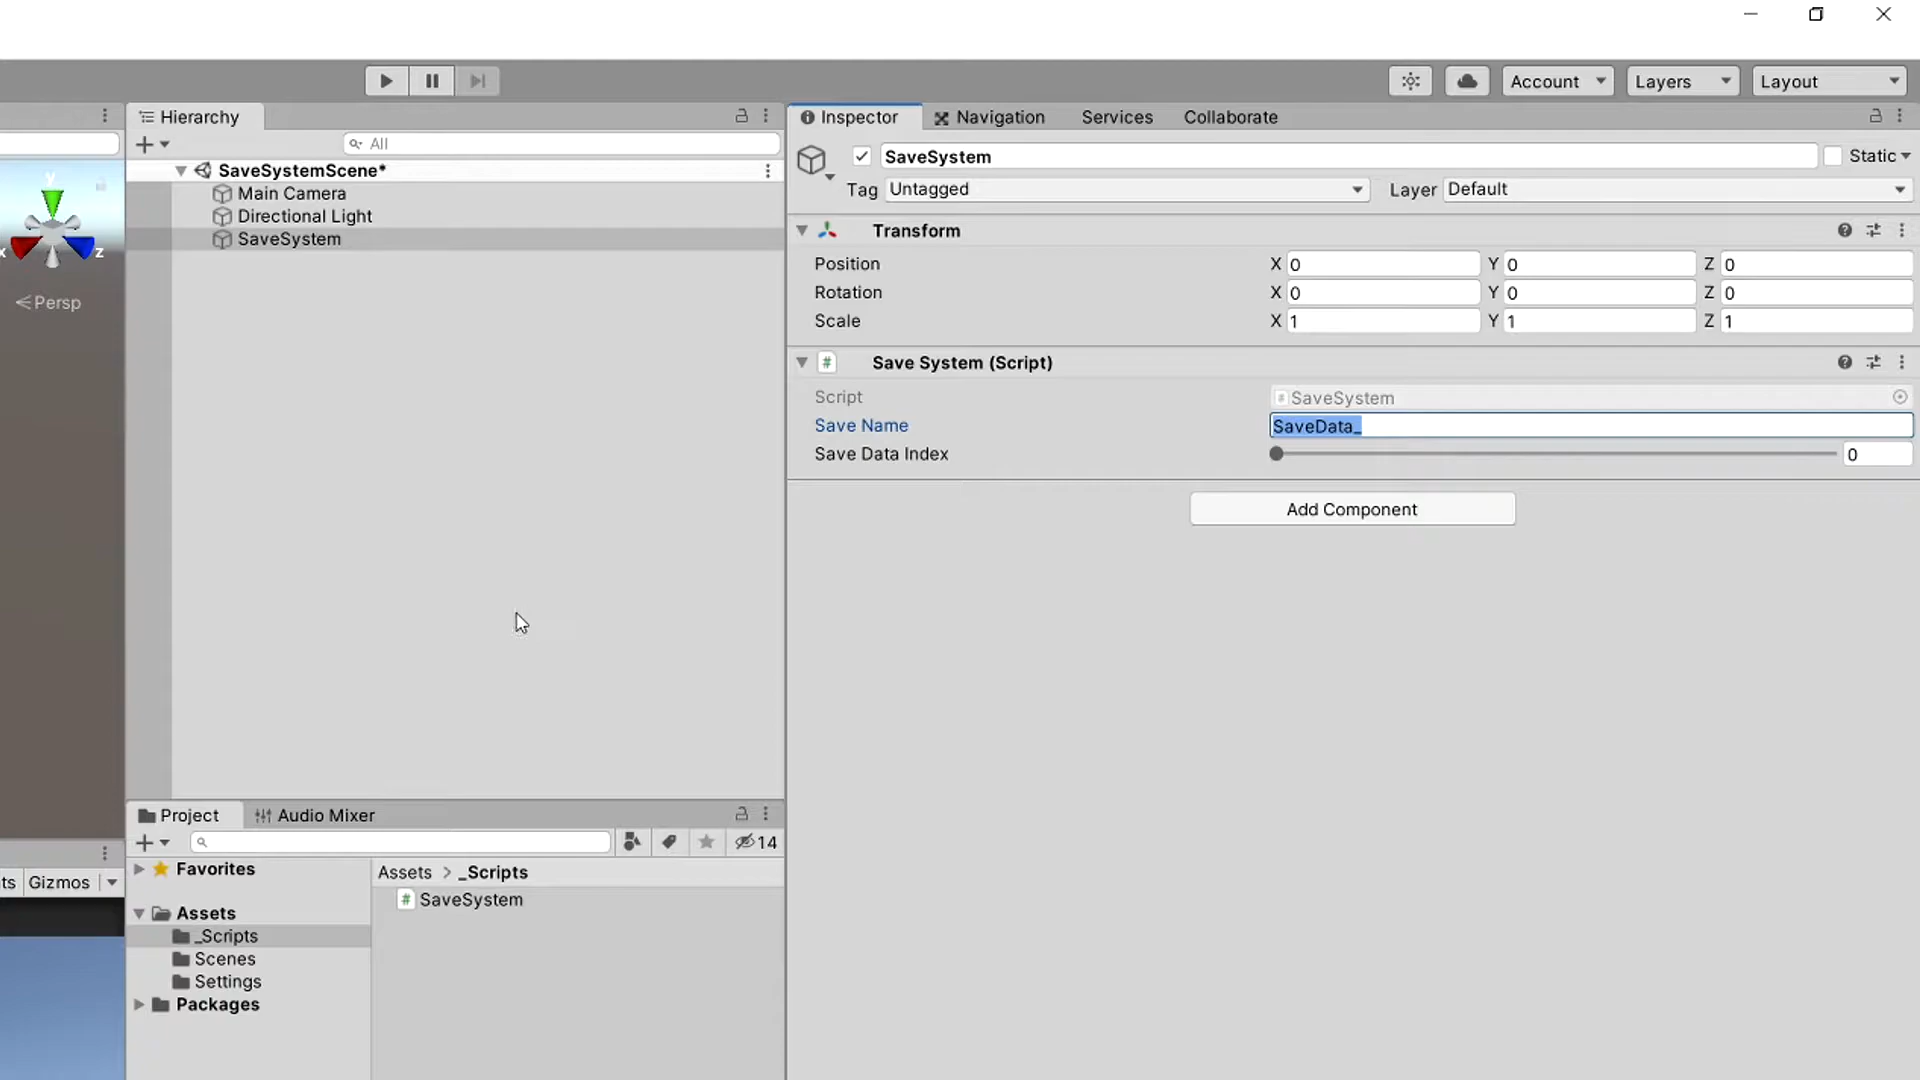 Account
Layers
Layout
Hierarchy
All
SaveSystemScene*
Main Camera
Directional Light
SaveSystem
y
x
z
Persp
ts
Gizmos
Project
Audio Mixer
14
Favorites
Assets
_Scripts
Scenes
Settings
Packages
Assets > _Scripts
# SaveSystem
Inspector
Navigation
Services
Collaborate
SaveSystem
Static
Tag Untagged
Layer Default
Transform
Position X 0 Y 0 Z 0
Rotation X 0 Y 0 Z 0
Scale X 1 Y 1 Z 1
# Save System (Script)
Script # SaveSystem
Save Name SaveData_
Save Data Index 0
Add Component